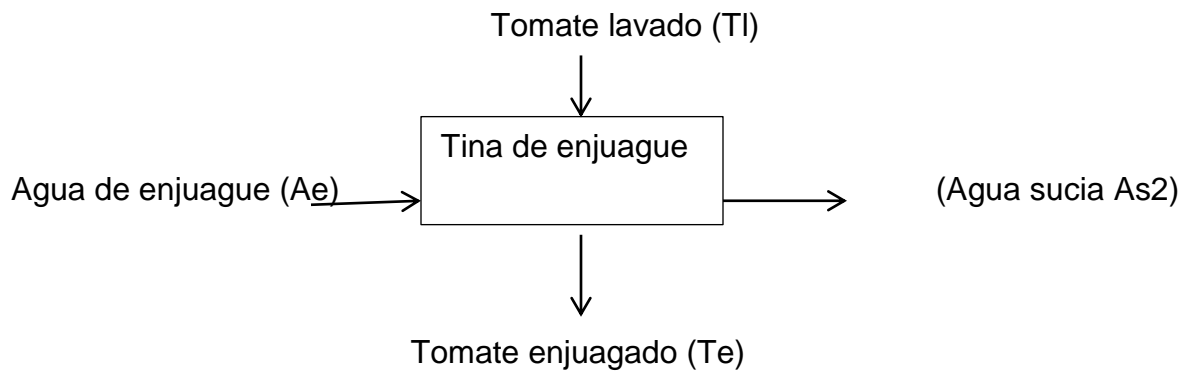 Tomate lavado (Tl)
Tina de enjuague
Agua de enjuague (Ae)
(Agua sucia As2)
Tomate enjuagado (Te)